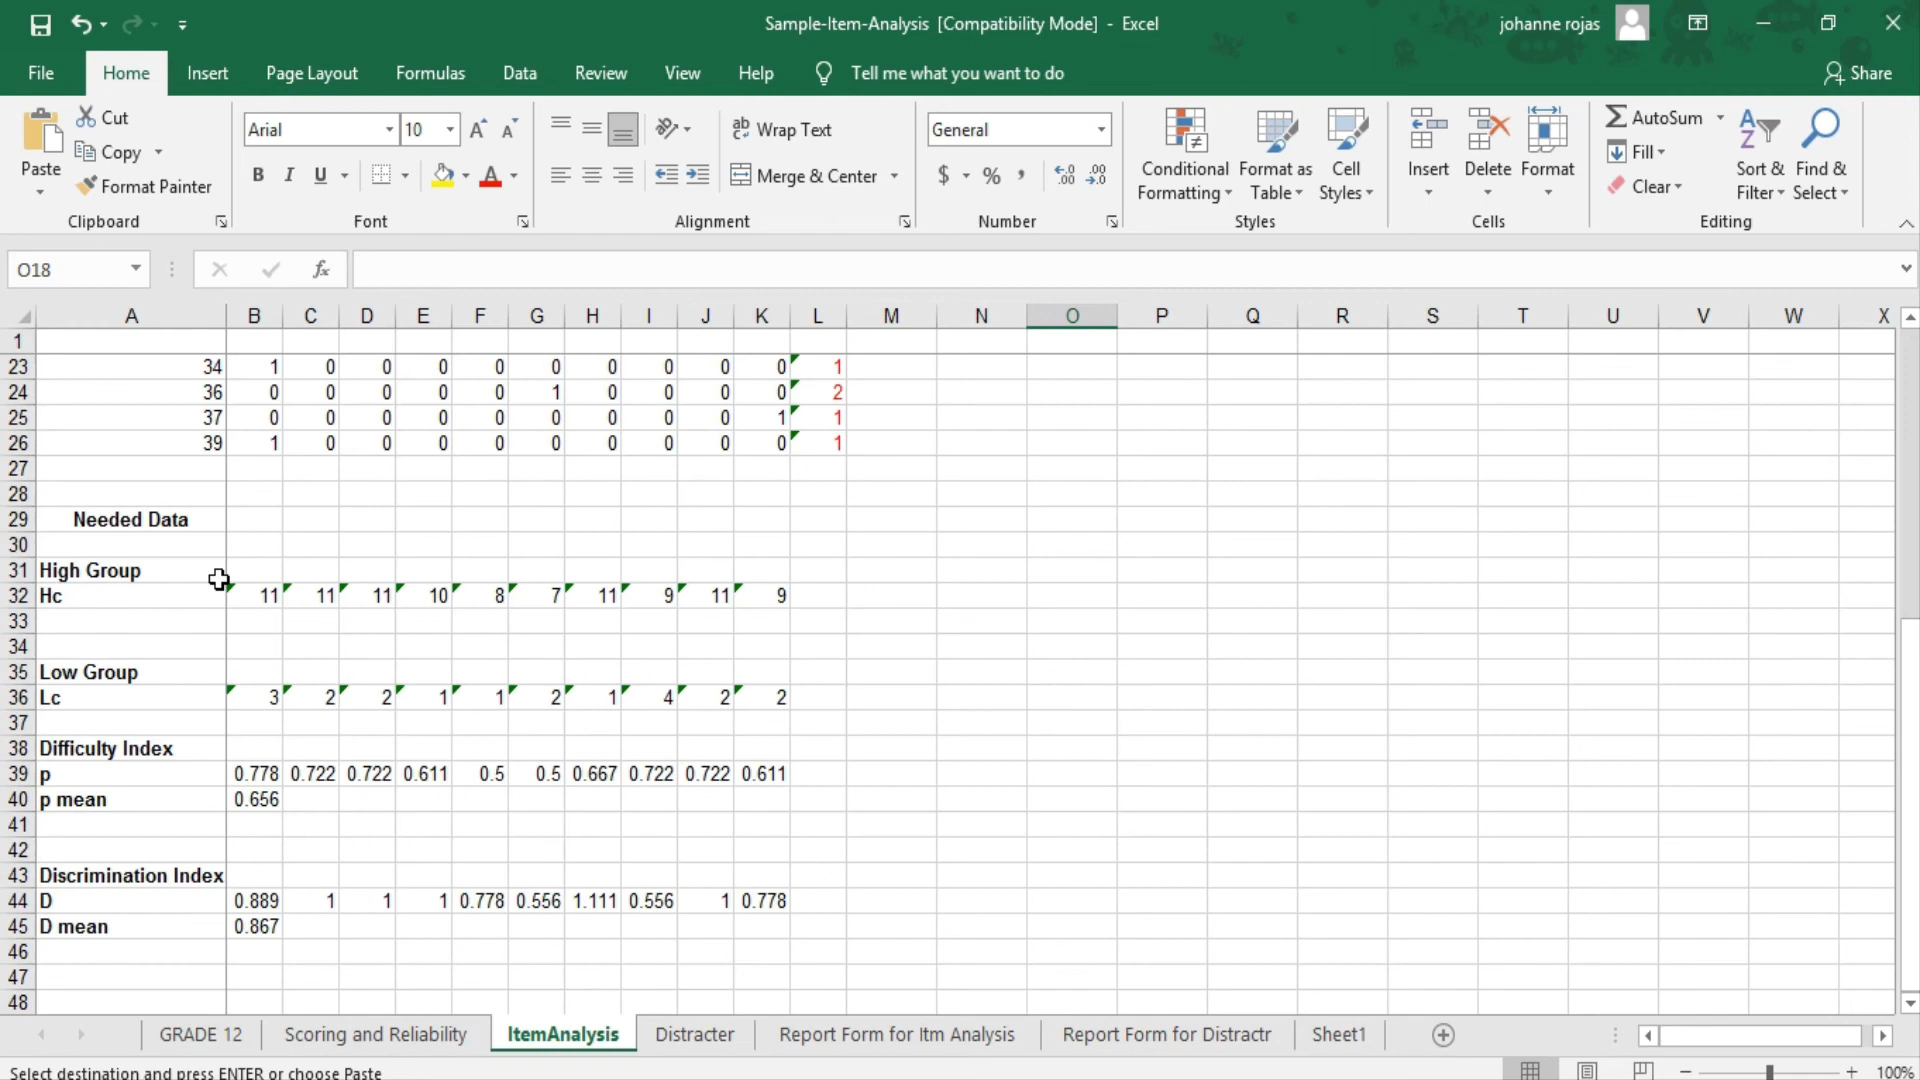 Sample-Item-Analysis [Compatibility Mode] - Excel
johanne rojas
File Home Insert Page Layout Formulas Data Review View Help Tell me what you want to do Share
Paste
Cut
Copy
Format Painter
Clipboard
Arial 10
B I U A
Font
ab Wrap Text
Merge & Center
Alignment
General
$ % , .00 .0
Number
Conditional Formatting
Format as Table
Cell Styles
Styles
Insert Delete Format
Cells
AutoSum
Fill
Clear
Sort & Filter
Find & Select
Editing
O18 fx
A B C D E F G H I J K L M N O P Q R S T U V W X
1
23 34 1 0 0 0 0 0 0 0 0 0 1
24 36 0 0 0 0 0 1 0 0 0 0 2
25 37 0 0 0 0 0 0 0 0 0 1 1
26 39 1 0 0 0 0 0 0 0 0 0 1
27
28
29 Needed Data
30
31 High Group
32 Hc 11 11 11 10 8 7 11 9 11 9
33
34
35 Low Group
36 Lc 3 2 2 1 1 2 1 4 2 2
37
38 Difficulty Index
39 p 0.778 0.722 0.722 0.611 0.5 0.5 0.667 0.722 0.722 0.611
40 p mean 0.656
41
42
43 Discrimination Index
44 D 0.889 1 1 1 0.778 0.556 1.111 0.556 1 0.778
45 D mean 0.867
46
47
48
GRADE 12 Scoring and Reliability ItemAnalysis Distracter Report Form for Itm Analysis Report Form for Distractr Sheet1
Select destination and press ENTER or choose Paste 100%